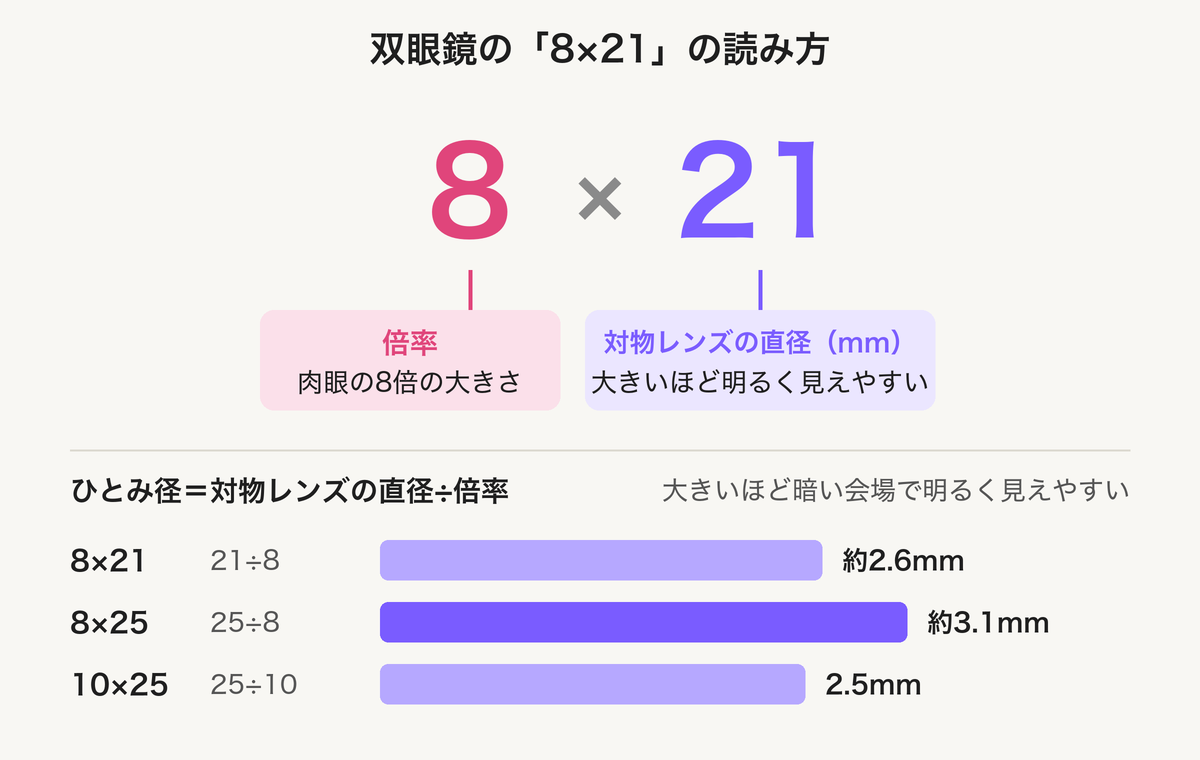 双眼鏡の「8×21」の読み方
8 × 21
倍率
肉眼の8倍の大きさ
対物レンズの直径（mm）
大きいほど明るく見えやすい
ひとみ径＝対物レンズの直径÷倍率
大きいほど暗い会場で明るく見えやすい
8×21 21÷8 約2.6mm
8×25 25÷8 約3.1mm
10×25 25÷10 2.5mm